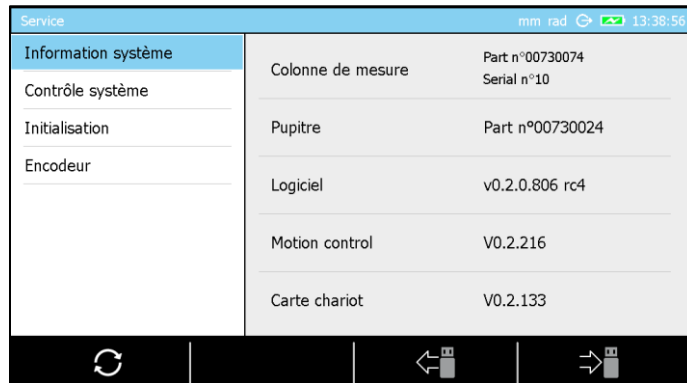 Service
mm rad 13:38:56
Information système
Contrôle système
Initialisation
Encodeur
Colonne de mesure
Part n°00730074
Serial n°10
Pupitre
Part nº00730024
Logiciel
v0.2.0.806 rc4
Motion control
V0.2.216
Carte chariot
V0.2.133